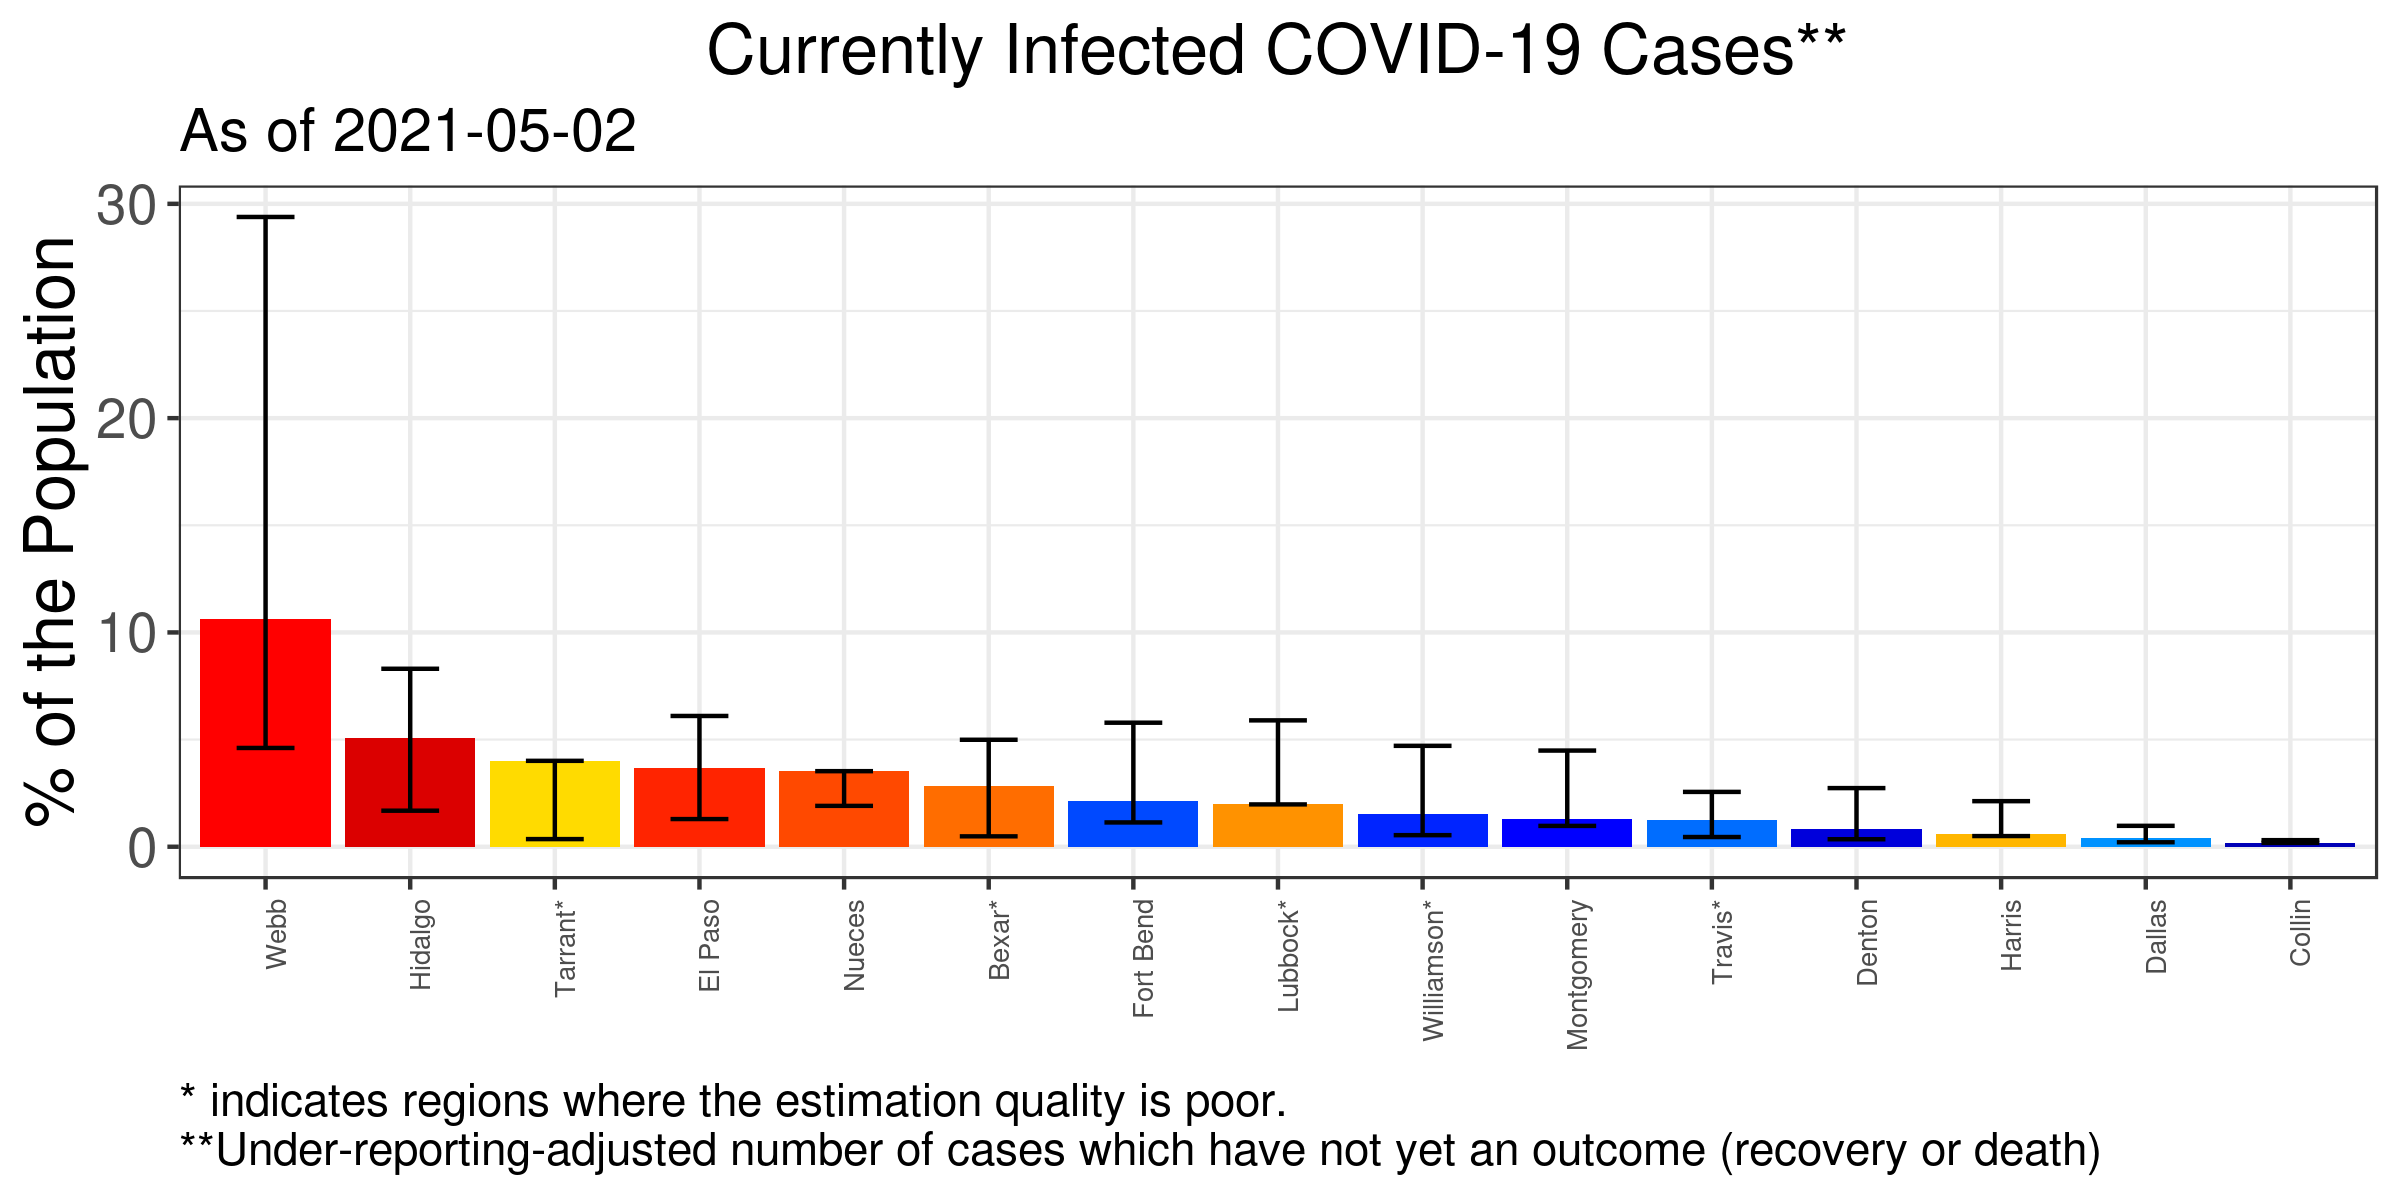 Currently Infected COVID-19 Cases**
As of 2021-05-02
% of the Population
30
20
10
0
Webb
Hidalgo
Tarrant*
El Paso
Nueces
Bexar*
Fort Bend
Lubbock*
Williamson*
Montgomery
Travis*
Denton
Harris
Dallas
Collin
* indicates regions where the estimation quality is poor.
**Under-reporting-adjusted number of cases which have not yet an outcome (recovery or death)